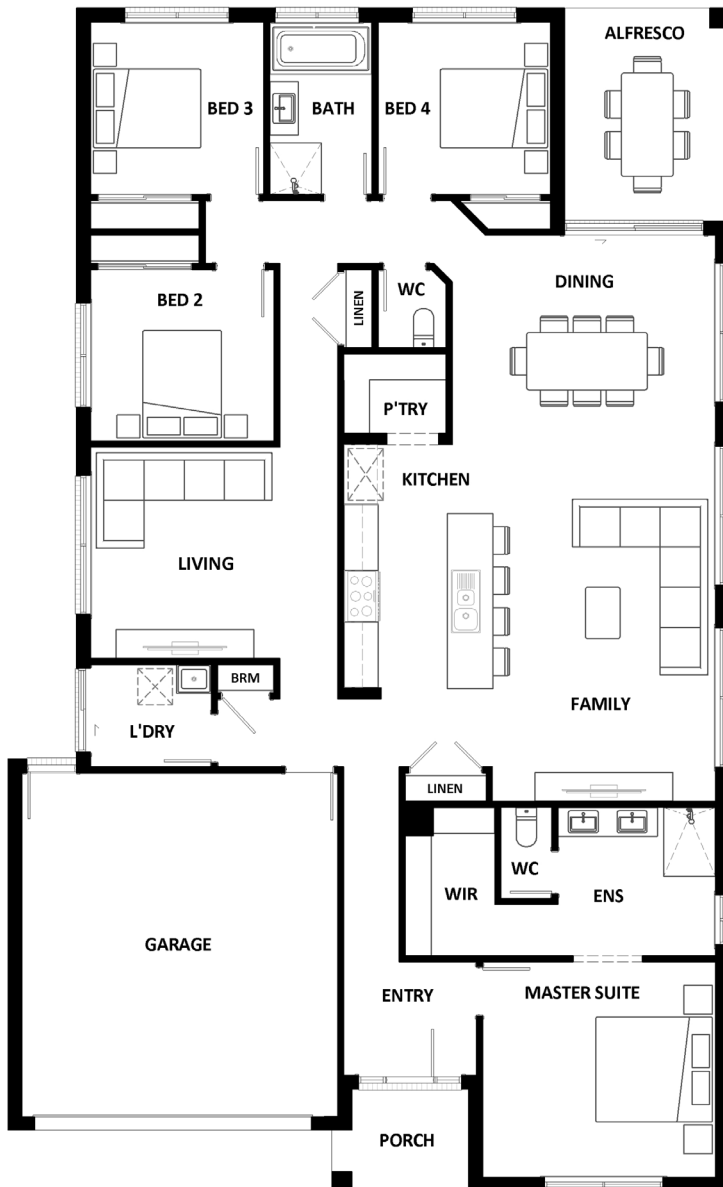 ALFRESCO
BED 3
BATH
BED 4
BED 2
LINEN
WC
DINING
P'TRY
KITCHEN
LIVING
BRM
L'DRY
FAMILY
LINEN
WC
WIR
ENS
GARAGE
ENTRY
MASTER SUITE
PORCH